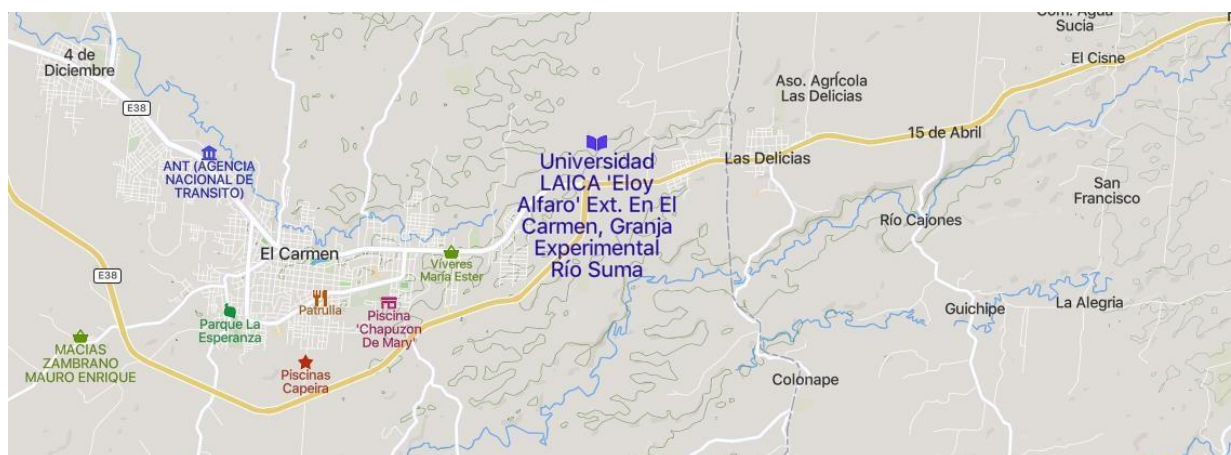 Com. Agua
Sucia
4 de
Diciembre
El Cisne
Aso. Agrícola
Las Delicias
E38
15 de Abril
ANT (AGENCIA
NACIONAL DE
TRANSITO)
Universidad
LAICA 'Eloy
Alfaro' Ext. En El
Carmen, Granja
Experimental
Río Suma
Las Delicias
San
Francisco
Río Cajones
El Carmen
Víveres
María Ester
E38
Patrulla
Piscina
'Chapuzon
De Mary'
Parque La
Esperanza
Guichipe
La Alegria
MACIAS
ZAMBRANO
MAURO ENRIQUE
Piscinas
Capeira
Colonape